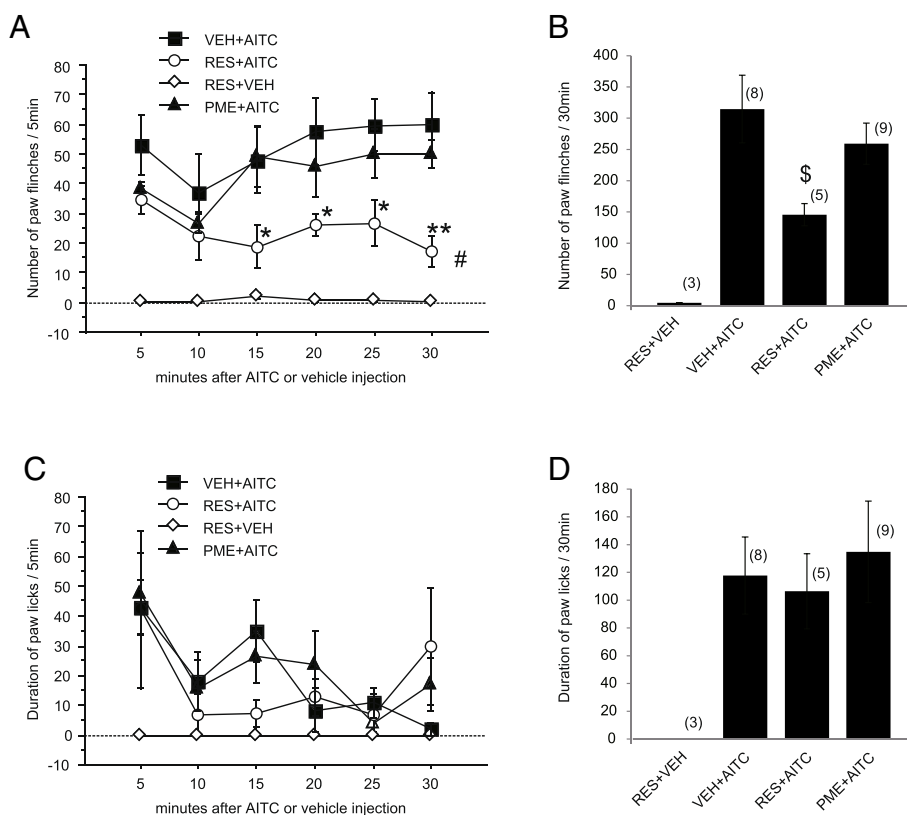 A
VEH+AITC
RES+AITC
RES+VEH
PME+AITC
Number of paw flinches / 5min
80
70
60
50
40
30
20
10
0
-10
*
*
*
**
#
5 10 15 20 25 30
minutes after AITC or vehicle injection
B
Number of paw flinches / 30min
400
350
300
250
200
150
100
50
0
(3)
(8)
$
(5)
(9)
RES+VEH
VEH+AITC
RES+AITC
PME+AITC
C
VEH+AITC
RES+AITC
RES+VEH
PME+AITC
Duration of paw licks / 5min
80
70
60
50
40
30
20
10
0
-10
5 10 15 20 25 30
minutes after AITC or vehicle injection
D
Duration of paw licks / 30min
180
160
140
120
100
80
60
40
20
0
(3)
(8)
(5)
(9)
RES+VEH
VEH+AITC
RES+AITC
PME+AITC